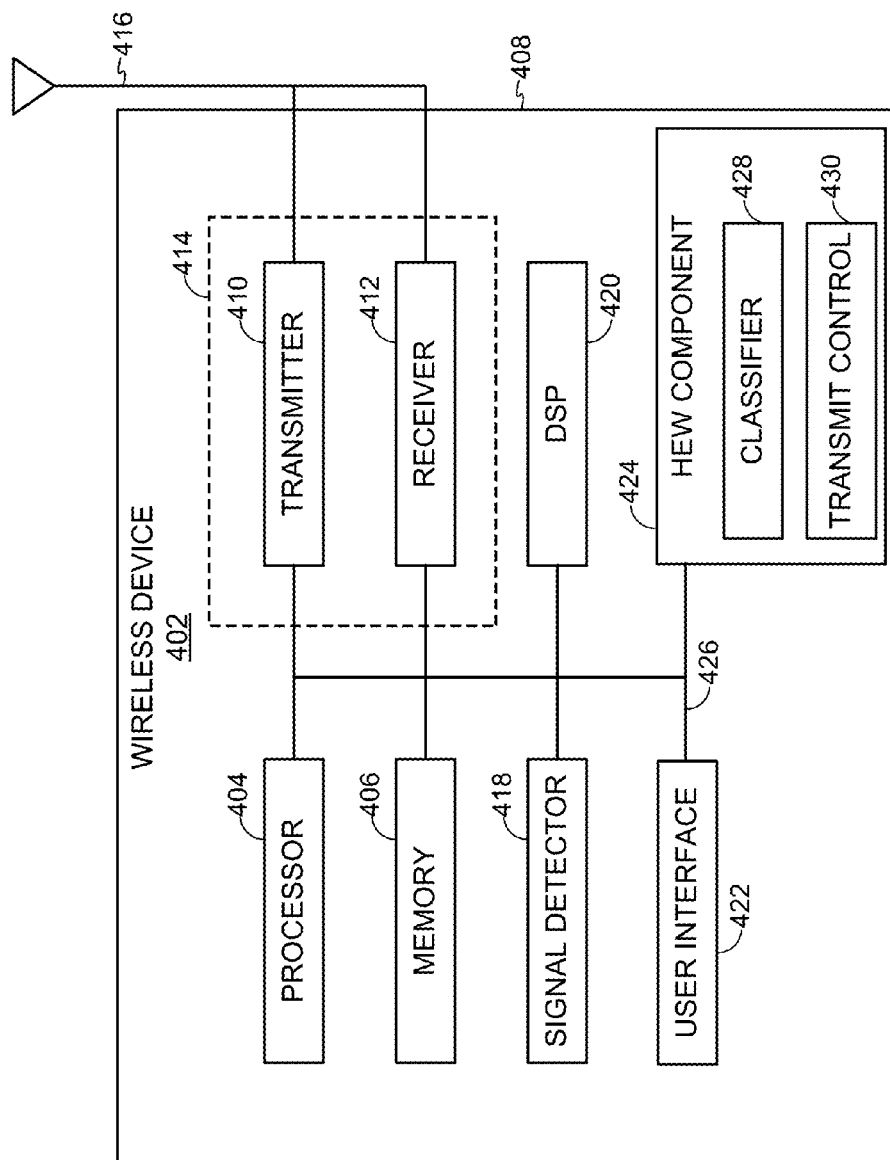 WIRELESS DEVICE
402
416
408
404
PROCESSOR
414
410
TRANSMITTER
406
MEMORY
412
RECEIVER
418
SIGNAL DETECTOR
420
DSP
422
USER INTERFACE
426
424
HEW COMPONENT
428
CLASSIFIER
430
TRANSMIT CONTROL